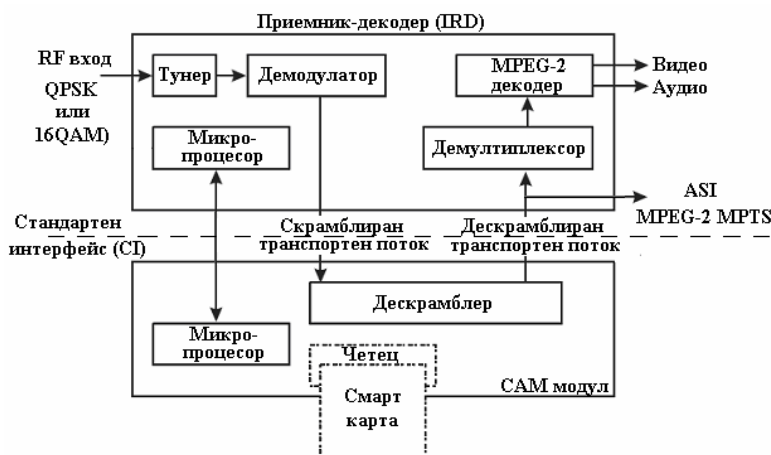 Приемник-декодер (IRD)
RF вход
QPSK
или
16QAM)
Тунер
Демодулатор
MPEG-2
декодер
Видео
Аудио
Микро-
процесор
Демултиплексор
ASI
MPEG-2 MPTS
Стандартен
интерфейс (CI)
Скрамблиран
транспортен поток
Дескрамблиран
транспортен поток
Дескрамблер
Микро-
процесор
Четец
Смарт
карта
CAM модул